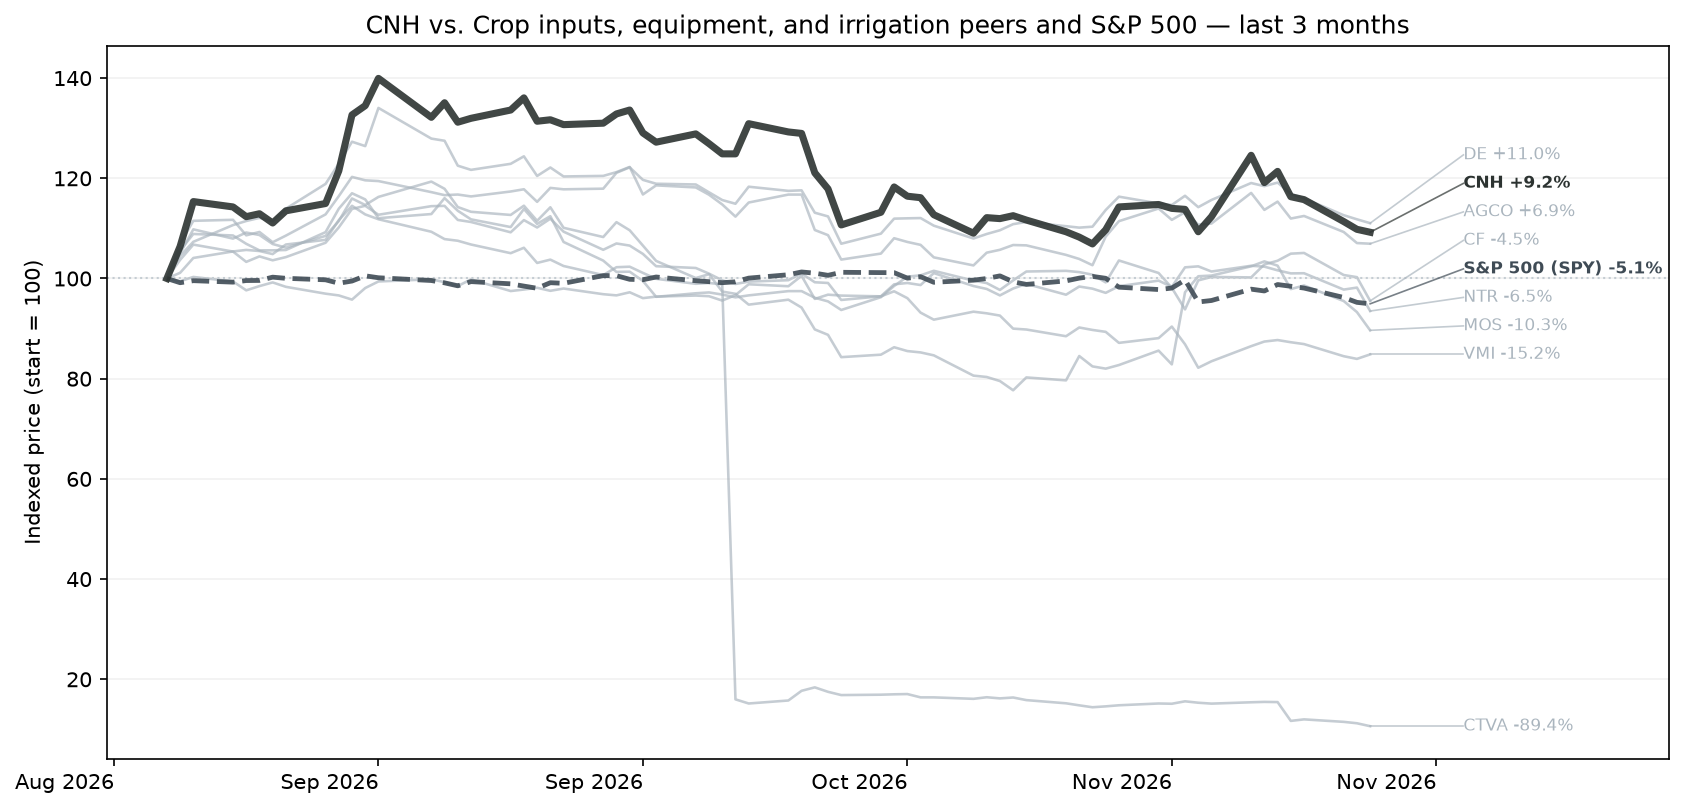 CNH vs. Crop inputs, equipment, and irrigation peers and S&P 500 — last 3 months
Indexed price (start = 100)
140
120
100
80
60
40
20
DE +11.0%
CNH +9.2%
AGCO +6.9%
CF -4.5%
S&P 500 (SPY) -5.1%
NTR -6.5%
MOS -10.3%
VMI -15.2%
CTVA -89.4%
Aug 2026
Sep 2026
Sep 2026
Oct 2026
Nov 2026
Nov 2026